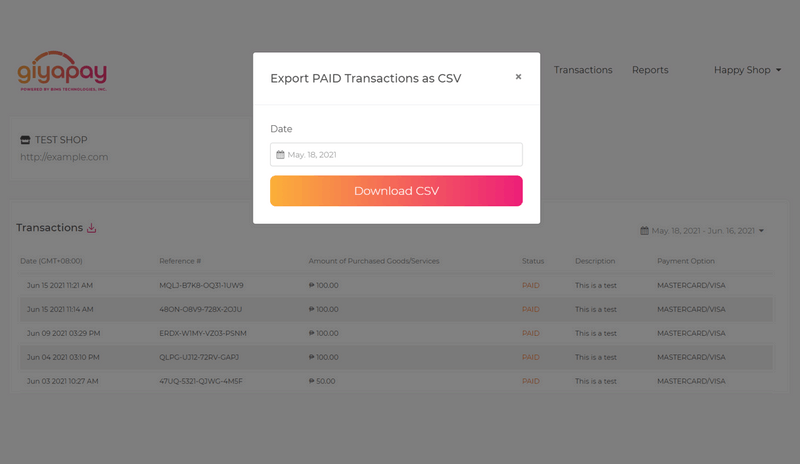 giyapay
POWERED BY BINS TECHNOLOGIES, INC.
Transactions Reports Happy Shop
Export PAID Transactions as CSV ×
Date
May. 18, 2021
Download CSV
TEST SHOP
http://example.com
Transactions
May. 18, 2021 - Jun. 16, 2021
Date (GMT+08:00) Reference # Amount of Purchased Goods/Services Status Description Payment Option
Jun 15 2021 11:21 AM MQLJ-B7K8-OQ31-1UW9 ₱ 100.00 PAID This is a test MASTERCARD/VISA
Jun 15 2021 11:14 AM 48ON-O8V9-728X-2OJU ₱ 100.00 PAID This is a test MASTERCARD/VISA
Jun 09 2021 03:29 PM ERDX-W1MY-VZ03-PSNM ₱ 100.00 PAID This is a test MASTERCARD/VISA
Jun 04 2021 03:10 PM QLPG-UJ12-72RV-GAPJ ₱ 100.00 PAID This is a test MASTERCARD/VISA
Jun 03 2021 10:27 AM 47UQ-5321-QJWG-4M5F ₱ 50.00 PAID This is a test MASTERCARD/VISA